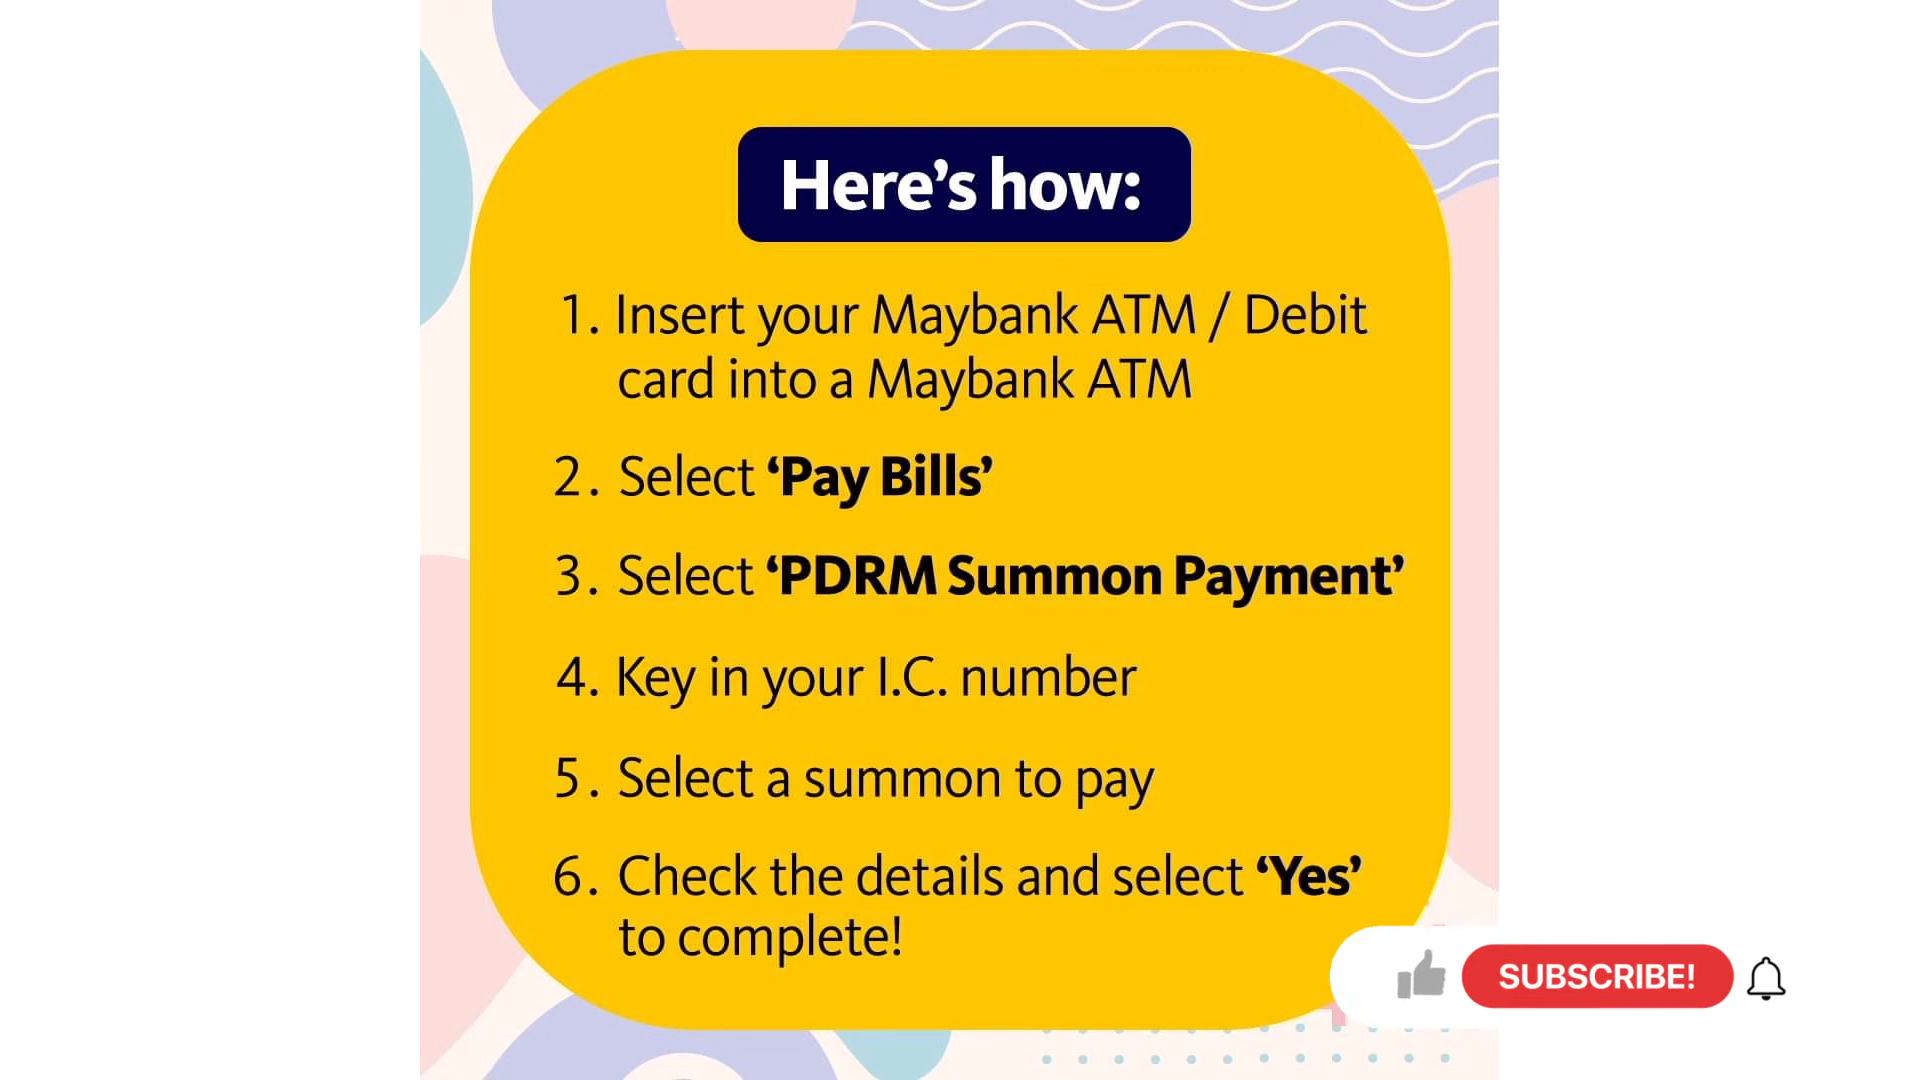 Here’s how:
1. Insert your Maybank ATM / Debit
card into a Maybank ATM
2. Select ‘Pay Bills’
3. Select ‘PDRM Summon Payment’
4. Key in your I.C. number
5. Select a summon to pay
6. Check the details and select ‘Yes’
to complete!
SUBSCRIBE!